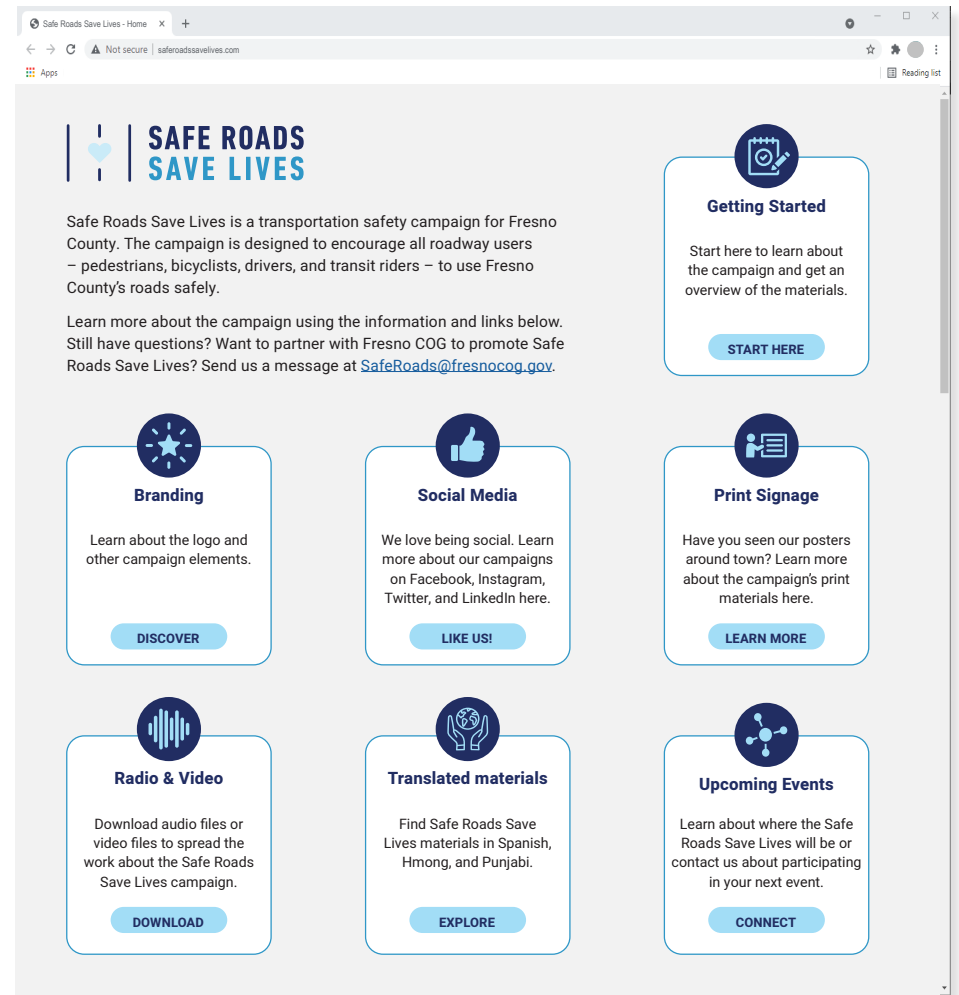 Safe Roads Save Lives - Home
Not secure | saferoadssavelives.com
Apps
Reading list
SAFE ROADS
SAVE LIVES
Safe Roads Save Lives is a transportation safety campaign for Fresno
County. The campaign is designed to encourage all roadway users
– pedestrians, bicyclists, drivers, and transit riders – to use Fresno
County's roads safely.
Learn more about the campaign using the information and links below.
Still have questions? Want to partner with Fresno COG to promote Safe
Roads Save Lives? Send us a message at SafeRoads@fresnocog.gov.
Getting Started
Start here to learn about
the campaign and get an
overview of the materials.
START HERE
Branding
Learn about the logo and
other campaign elements.
DISCOVER
Social Media
We love being social. Learn
more about our campaigns
on Facebook, Instagram,
Twitter, and LinkedIn here.
LIKE US!
Print Signage
Have you seen our posters
around town? Learn more
about the campaign's print
materials here.
LEARN MORE
Radio & Video
Download audio files or
video files to spread the
work about the Safe Roads
Save Lives campaign.
DOWNLOAD
Translated materials
Find Safe Roads Save
Lives materials in Spanish,
Hmong, and Punjabi.
EXPLORE
Upcoming Events
Learn about where the Safe
Roads Save Lives will be or
contact us about participating
in your next event.
CONNECT